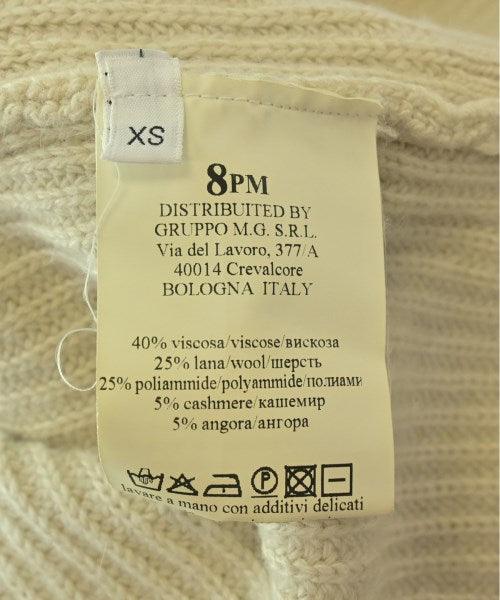 XS
8PM
DISTRIBUITED BY
GRUPPO M.G. S.R.L.
Via del Lavoro, 377/A
40014 Crevalcore
BOLOGNA ITALY
40% viscosa/viscose/вискоза
25% lana/wool/шерсть
25% poliammide/polyammide/полиами
5% cashmere/кашемир
5% angora/ангора
P
lavare a mano con additivi delicati